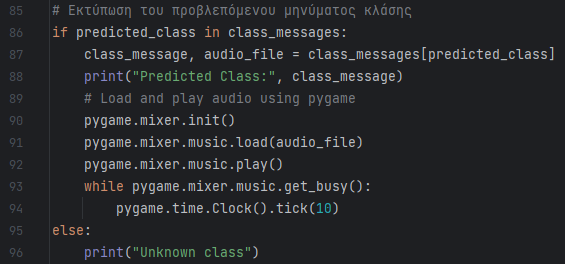 85 # Εκτύπωση του προβλεπόμενου μηνύματος κλάσης
86 if predicted_class in class_messages:
87     class_message, audio_file = class_messages[predicted_class]
88     print("Predicted Class:", class_message)
89     # Load and play audio using pygame
90     pygame.mixer.init()
91     pygame.mixer.music.load(audio_file)
92     pygame.mixer.music.play()
93     while pygame.mixer.music.get_busy():
94         pygame.time.Clock().tick(10)
95 else:
96     print("Unknown class")